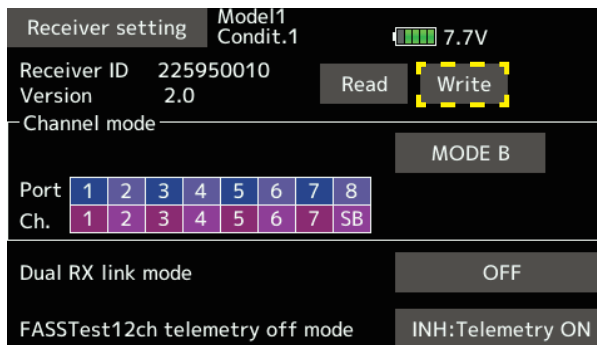 Receiver setting Model1
Condit.1 7.7V
Receiver ID 225950010 Read Write
Version 2.0
Channel mode
MODE B
Port 1 2 3 4 5 6 7 8
Ch. 1 2 3 4 5 6 7 SB
Dual RX link mode OFF
FASSTest12ch telemetry off mode INH:Telemetry ON